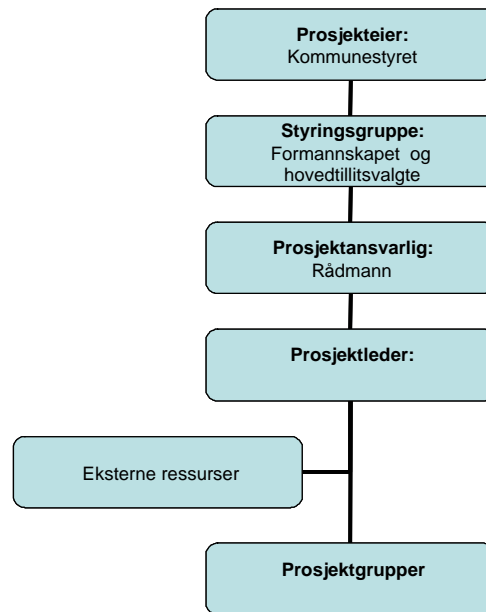 Prosjekteier:
Kommunestyret
Styringsgruppe:
Formannskapet og
hovedtillitsvalgte
Prosjektansvarlig:
Rådmann
Prosjektleder:
Eksterne ressurser
Prosjektgrupper